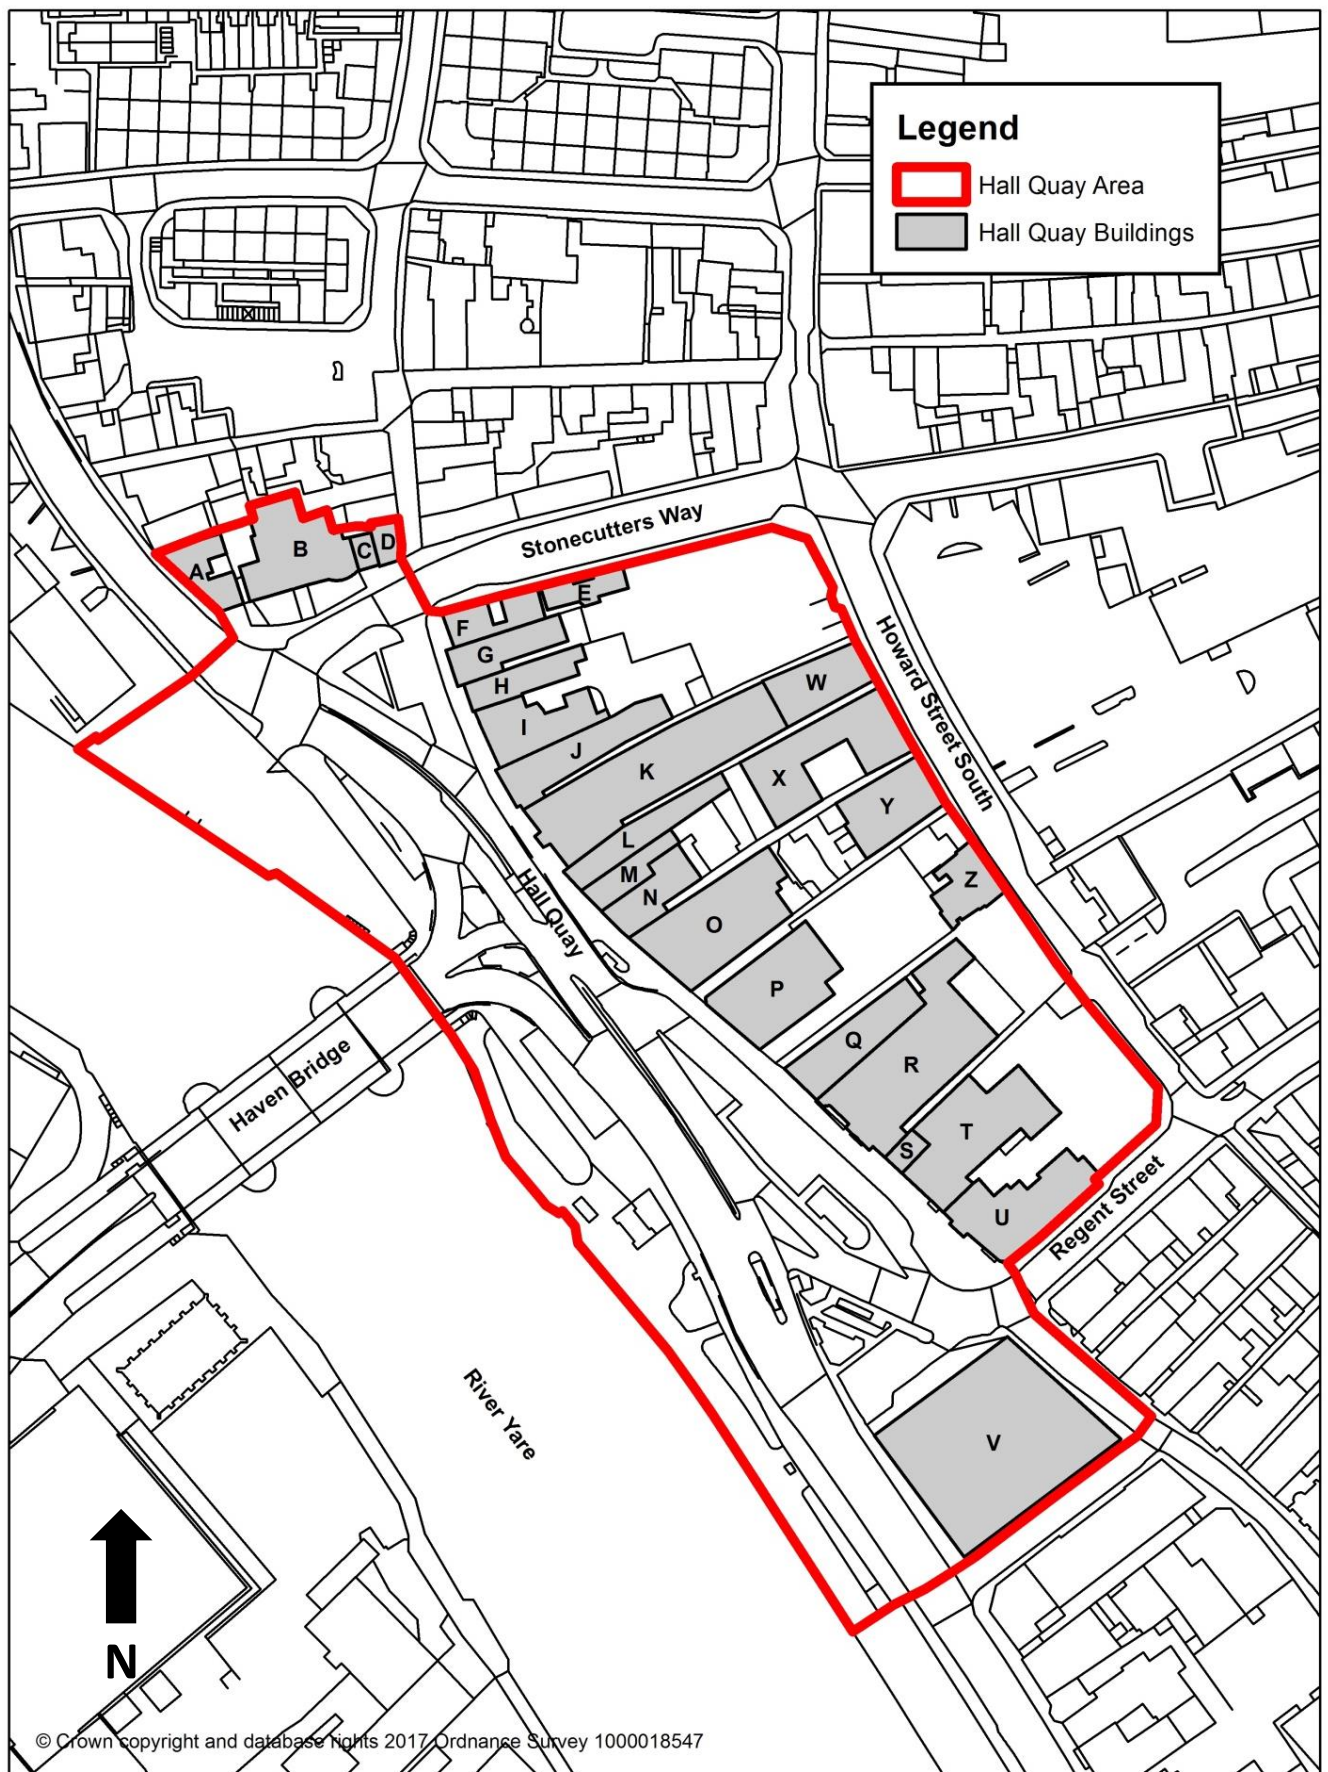 Legend
Hall Quay Area
Hall Quay Buildings
Stonecutters Way
A
B
C
D
E
F
G
H
I
J
K
L
M
N
O
P
Q
R
S
T
U
V
W
X
Y
Z
Howard Street South
Hall Quay
Haven Bridge
Regent Street
River Yare
N
© Crown copyright and database rights 2017 Ordnance Survey 1000018547